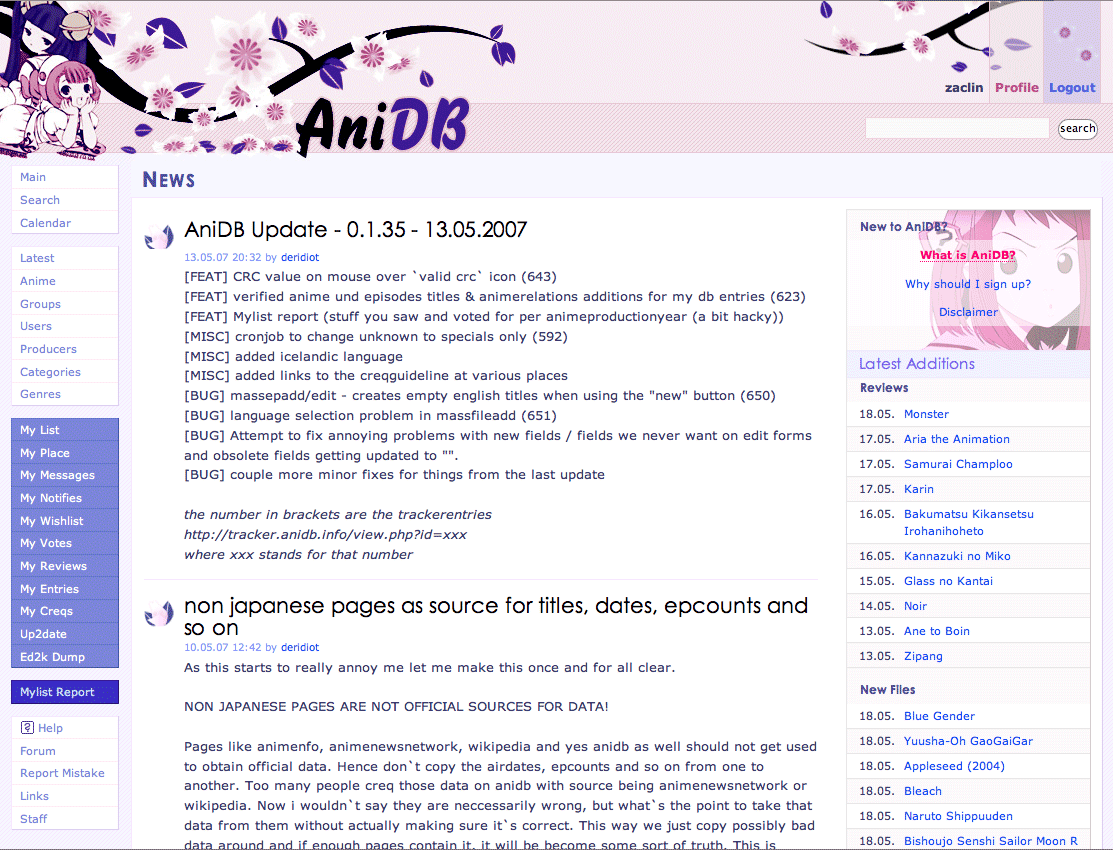 AniDB
zaclin
Profile
Logout
search
Main
Search
Calendar
Latest
Anime
Groups
Users
Producers
Categories
Genres
My List
My Place
My Messages
My Notifies
My Wishlist
My Votes
My Reviews
My Entries
My Creqs
Up2date
Ed2k Dump
Mylist Report
? Help
Forum
Report Mistake
Links
Staff
News
AniDB Update - 0.1.35 - 13.05.2007
13.05.07 20:32 by deridiot
[FEAT] CRC value on mouse over `valid crc` icon (643)
[FEAT] verified anime und episodes titles & animerelations additions for my db entries (623)
[FEAT] Mylist report (stuff you saw and voted for per animeproductionyear (a bit hacky))
[MISC] cronjob to change unknown to specials only (592)
[MISC] added icelandic language
[MISC] added links to the creqguideline at various places
[BUG] massepadd/edit - creates empty english titles when using the "new" button (650)
[BUG] language selection problem in massfileadd (651)
[BUG] Attempt to fix annoying problems with new fields / fields we never want on edit forms
and obsolete fields getting updated to "".
[BUG] couple more minor fixes for things from the last update
the number in brackets are the trackerentries
http://tracker.anidb.info/view.php?id=xxx
where xxx stands for that number
non japanese pages as source for titles, dates, epcounts and
so on
10.05.07 12:42 by deridiot
As this starts to really annoy me let me make this once and for all clear.
NON JAPANESE PAGES ARE NOT OFFICIAL SOURCES FOR DATA!
Pages like animenfo, animenewsnetwork, wikipedia and yes anidb as well should not get used
to obtain official data. Hence don`t copy the airdates, epcounts and so on from one to
another. Too many people creq those data on anidb with source being animenewsnetwork or
wikipedia. Now i wouldn`t say they are neccessarily wrong, but what`s the point to take that
data from them without actually making sure it`s correct. This way we just copy possibly bad
data around and if enough pages contain it, it will be become some sort of truth. This is
New to AniDB?
What is AniDB?
Why should I sign up?
Disclaimer
Latest Additions
Reviews
18.05. Monster
17.05. Aria the Animation
17.05. Samurai Champloo
17.05. Karin
16.05. Bakumatsu Kikansetsu
Irohanihoheto
16.05. Kannazuki no Miko
15.05. Glass no Kantai
14.05. Noir
13.05. Ane to Boin
13.05. Zipang
New Files
18.05. Blue Gender
18.05. Yuusha-Oh GaoGaiGar
18.05. Appleseed (2004)
18.05. Bleach
18.05. Naruto Shippuuden
18.05. Bishoujo Senshi Sailor Moon R